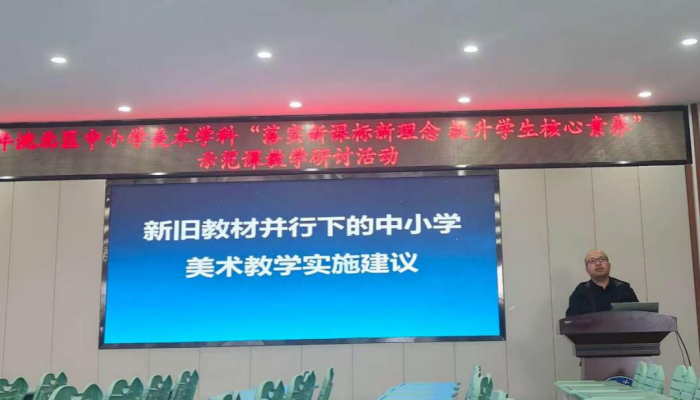 区中小学美术学科“落实新课标新理念 提升学生核心素养”
示范课教学研讨活动
新旧教材并行下的中小学
美术教学实施建议